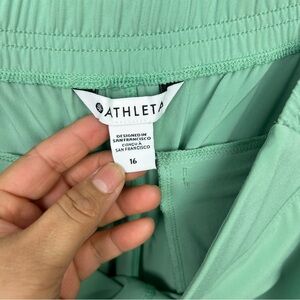 ATHLETA
DESIGNED IN
SAN FRANCISCO
CONÇU À
SAN FRANCISCO
16